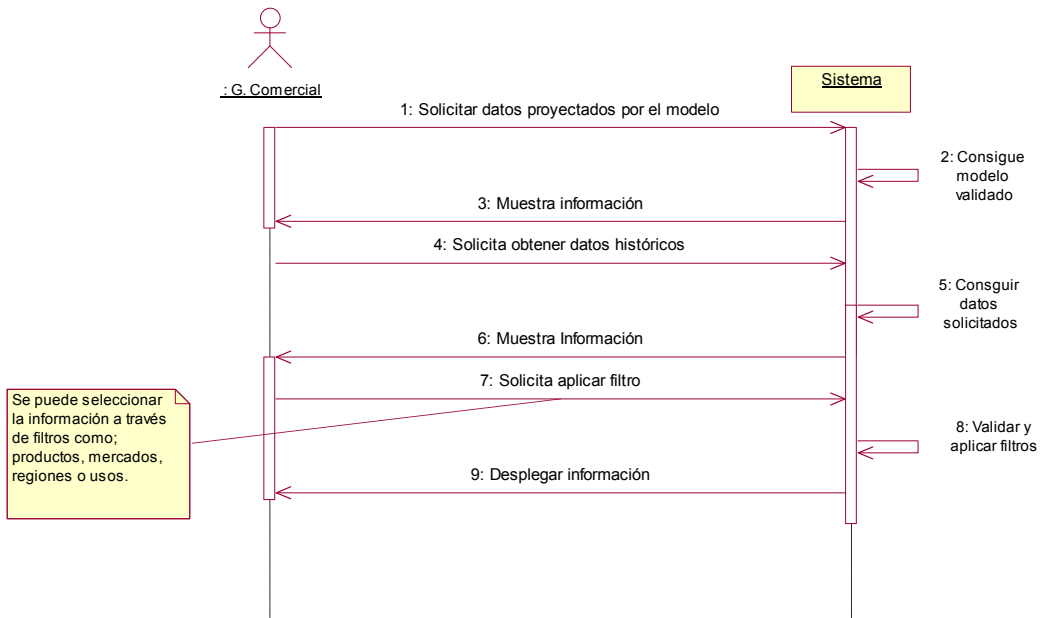 : G. Comercial
Sistema
1: Solicitar datos proyectados por el modelo
2: Consigue
modelo
validado
3: Muestra información
4: Solicita obtener datos históricos
5: Consguir
datos
solicitados
6: Muestra Información
7: Solicita aplicar filtro
Se puede seleccionar
la información a través
de filtros como;
productos, mercados,
regiones o usos.
8: Validar y
aplicar filtros
9: Desplegar información